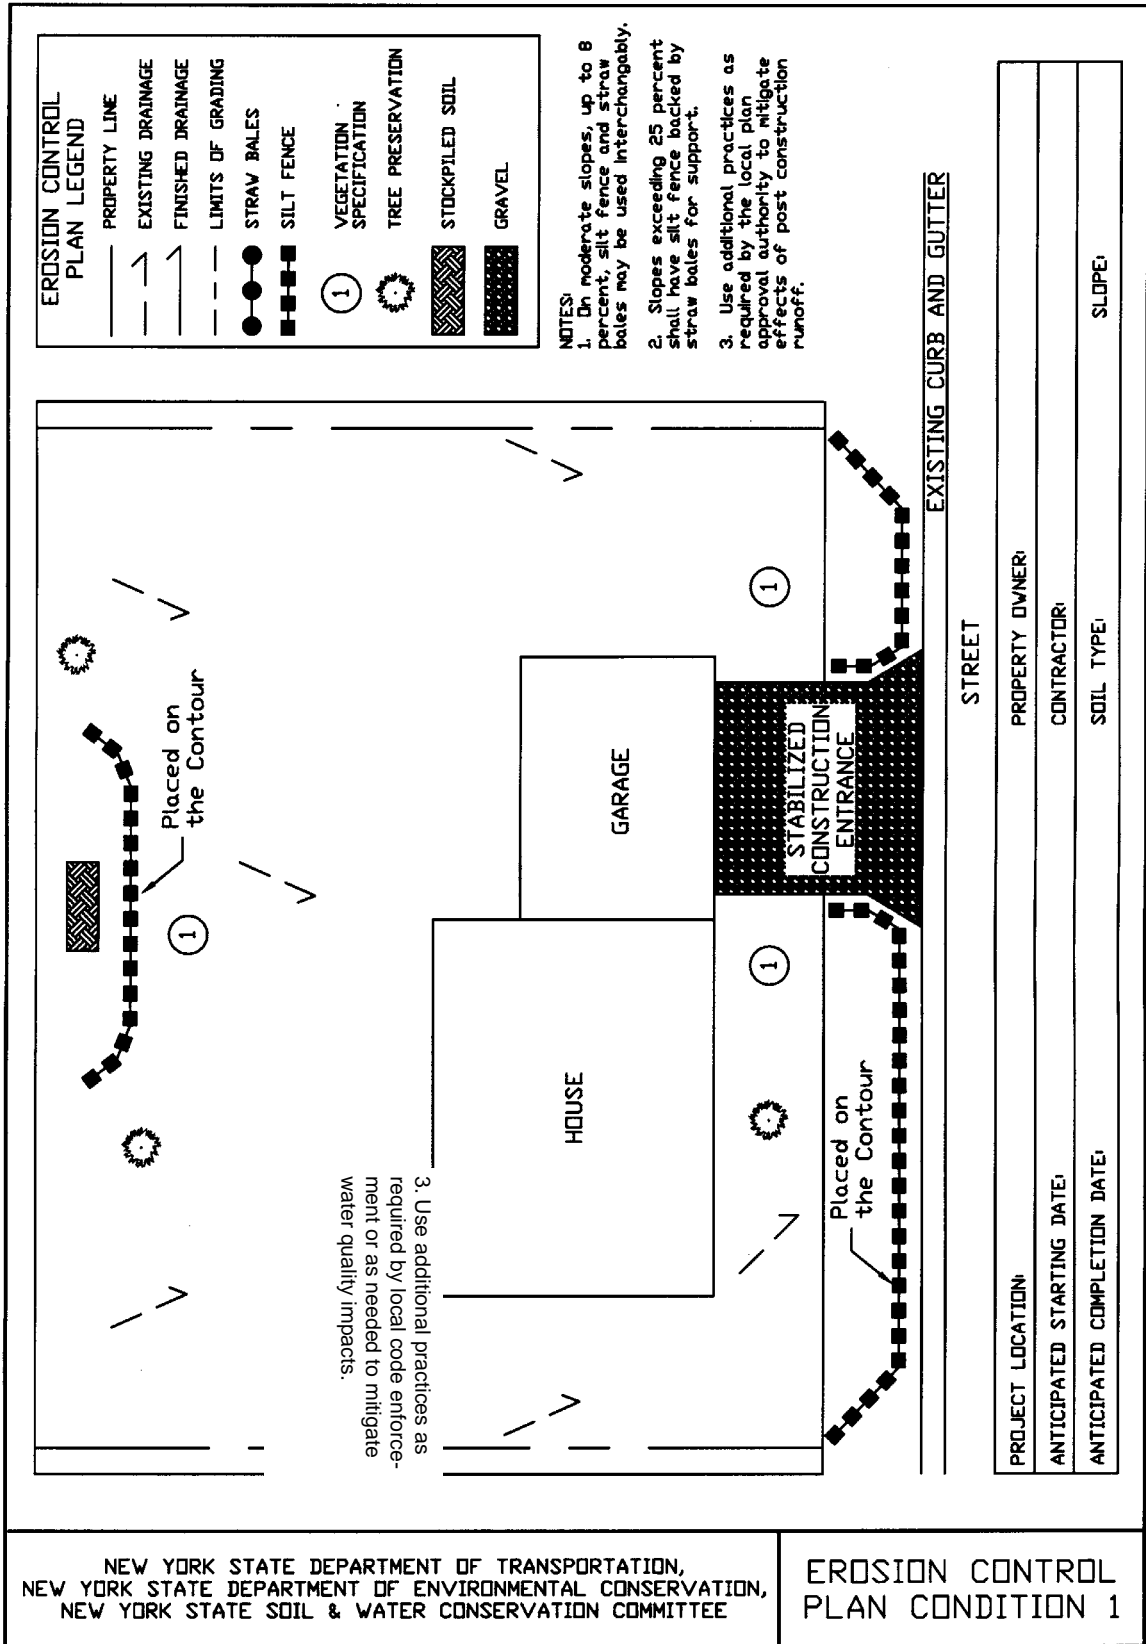 EROSION CONTROL
PLAN LEGEND
PROPERTY LINE
EXISTING DRAINAGE
FINISHED DRAINAGE
LIMITS OF GRADING
STRAW BALES
SILT FENCE
1
VEGETATION
SPECIFICATION
TREE PRESERVATION
STOCKPILED SOIL
GRAVEL
NOTES:
1. On moderate slopes, up to 8
percent, silt fence and straw
bales may be used interchangably.
2. Slopes exceeding 25 percent
shall have silt fence backed by
straw bales for support.
3. Use additional practices as
required by the local plan
approval authority to mitigate
effects of post construction
runoff.
Placed on
the Contour
1
HOUSE
GARAGE
1
1
STABILIZED
CONSTRUCTION
ENTRANCE
Placed on
the Contour
3. Use additional practices as
required by local code enforce-
ment or as needed to mitigate
water quality impacts.
EXISTING CURB AND GUTTER
STREET
PROJECT LOCATION:
PROPERTY OWNER:
ANTICIPATED STARTING DATE:
CONTRACTOR:
ANTICIPATED COMPLETION DATE:
SOIL TYPE:
SLOPE:
NEW YORK STATE DEPARTMENT OF TRANSPORTATION,
NEW YORK STATE DEPARTMENT OF ENVIRONMENTAL CONSERVATION,
NEW YORK STATE SOIL & WATER CONSERVATION COMMITTEE
EROSION CONTROL
PLAN CONDITION 1